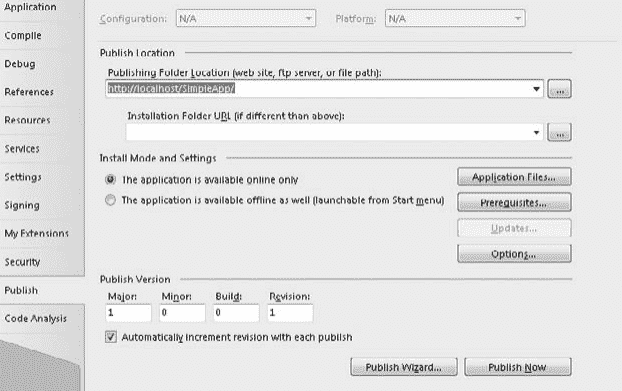 Application
Compile
Debug
References
Resources
Services
Settings
Signing
My Extensions
Security
Publish
Code Analysis
Configuration: N/A Platform: N/A
Publish Location
Publishing Folder Location (web site, ftp server, or file path):
http://localhost/SimpleApp/
...
Installation Folder URL (if different than above):
...
Install Mode and Settings
The application is available online only
The application is available offline as well (launchable from Start menu)
Application Files...
Prerequisites...
Updates...
Options...
Publish Version
Major: Minor: Build: Revision:
1 0 0 1
Automatically increment revision with each publish
Publish Wizard... Publish Now